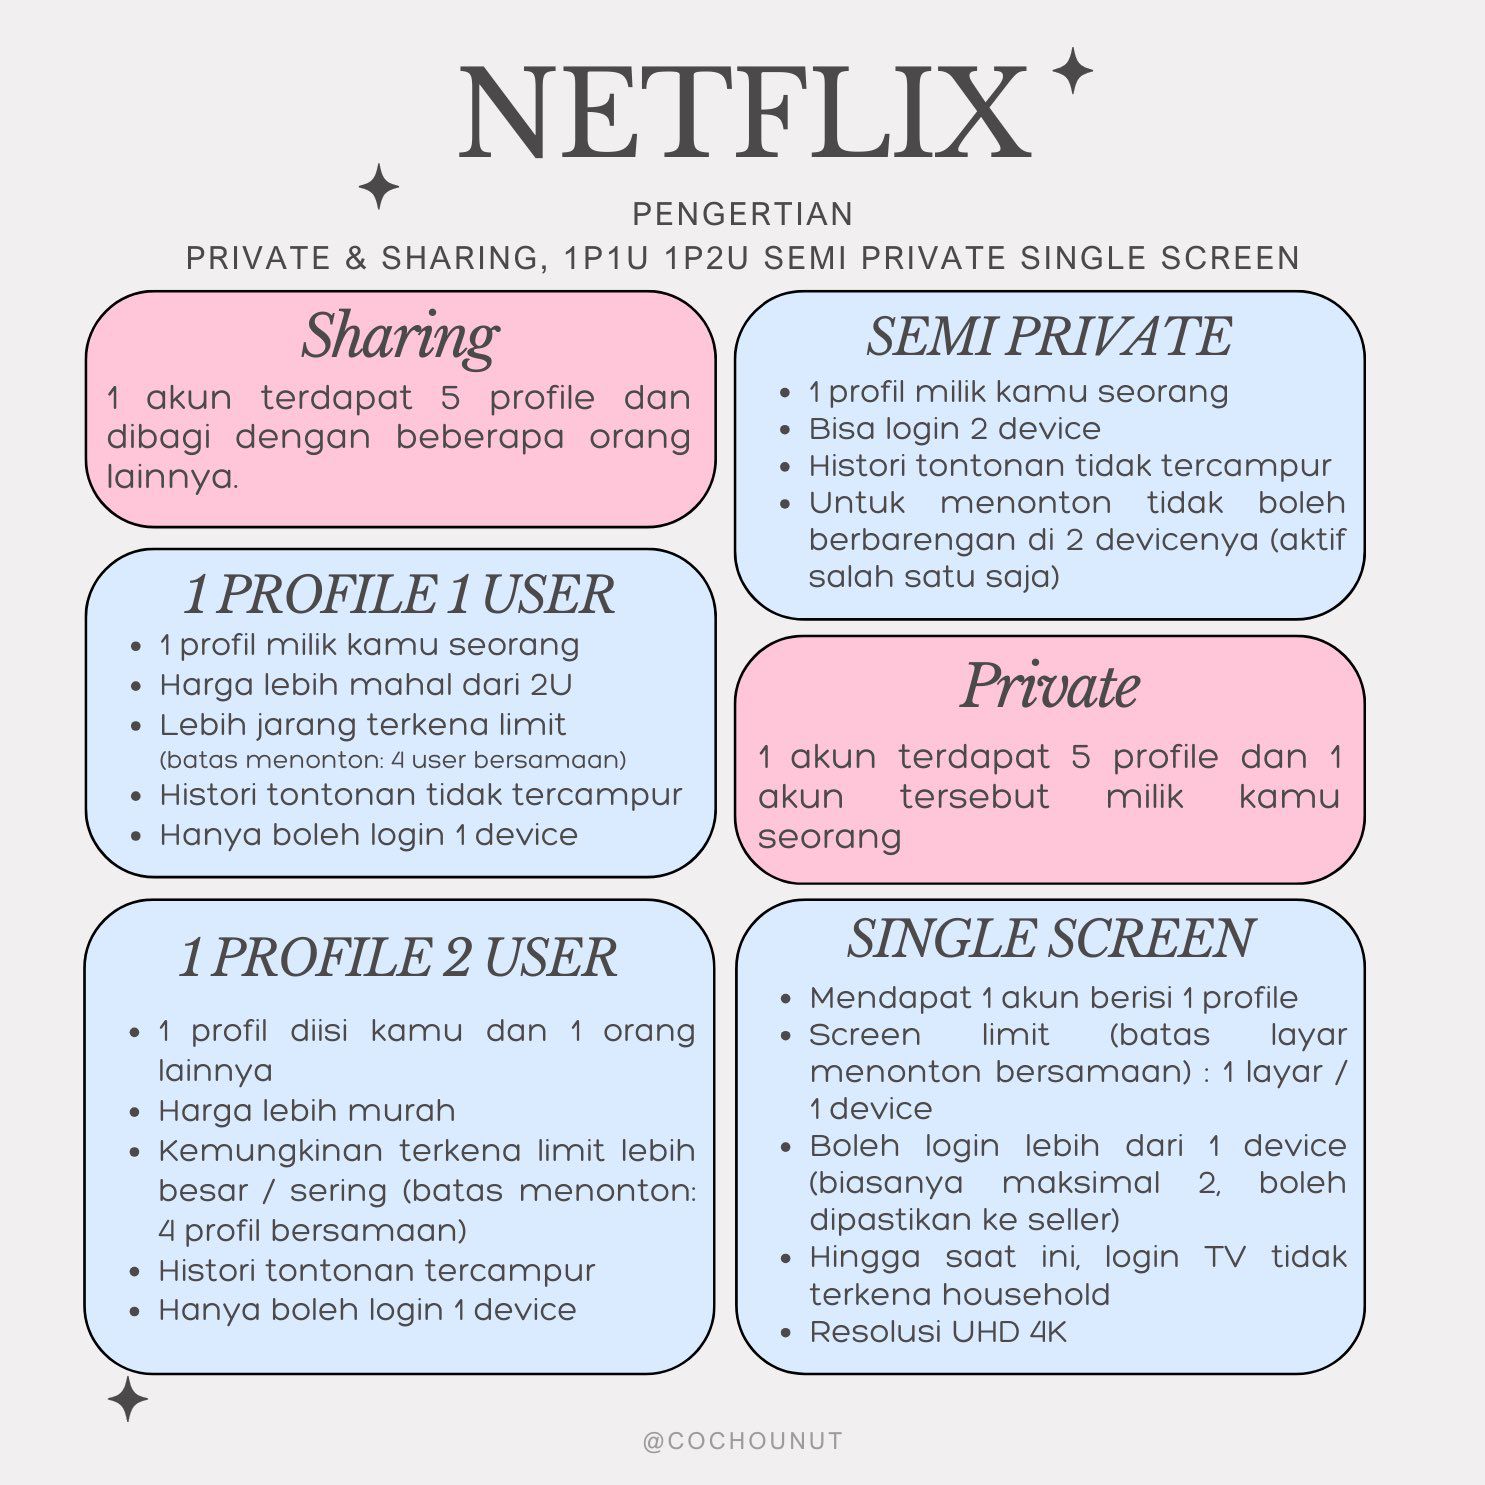 NETFLIX
PENGERTIAN
PRIVATE & SHARING, 1P1U 1P2U SEMI PRIVATE SINGLE SCREEN
Sharing
1 akun terdapat 5 profile dan
dibagi dengan beberapa orang
lainnya.
1 PROFILE 1 USER
• 1 profil milik kamu seorang
• Harga lebih mahal dari 2U
• Lebih jarang terkena limit
(batas menonton: 4 user bersamaan)
• Histori tontonan tidak tercampur
• Hanya boleh login 1 device
1 PROFILE 2 USER
• 1 profil diisi kamu dan 1 orang
lainnya
• Harga lebih murah
• Kemungkinan terkena limit lebih
besar / sering (batas menonton:
4 profil bersamaan)
• Histori tontonan tercampur
• Hanya boleh login 1 device
SEMI PRIVATE
• 1 profil milik kamu seorang
• Bisa login 2 device
• Histori tontonan tidak tercampur
• Untuk menonton tidak boleh
berbarengan di 2 devicenya (aktif
salah satu saja)
Private
1 akun terdapat 5 profile dan 1
akun tersebut milik kamu
seorang
SINGLE SCREEN
• Mendapat 1 akun berisi 1 profile
• Screen limit (batas layar
menonton bersamaan) : 1 layar /
1 device
• Boleh login lebih dari 1 device
(biasanya maksimal 2, boleh
dipastikan ke seller)
• Hingga saat ini, login TV tidak
terkena household
• Resolusi UHD 4K
@COCHOUNUT